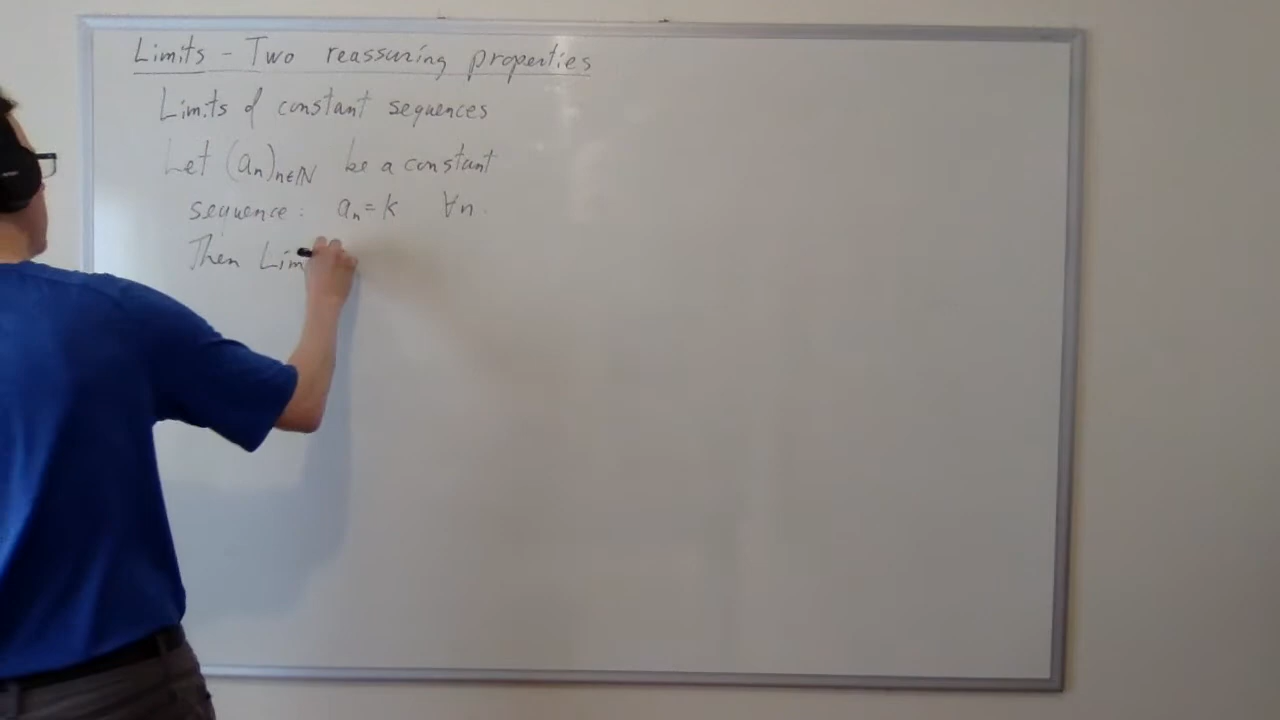 Limits - Two reassuring properties
Limits of constant sequences
Let (aₙ)ₙ∈ℕ be a constant
sequence: aₙ = k ∀n.
Then Lim